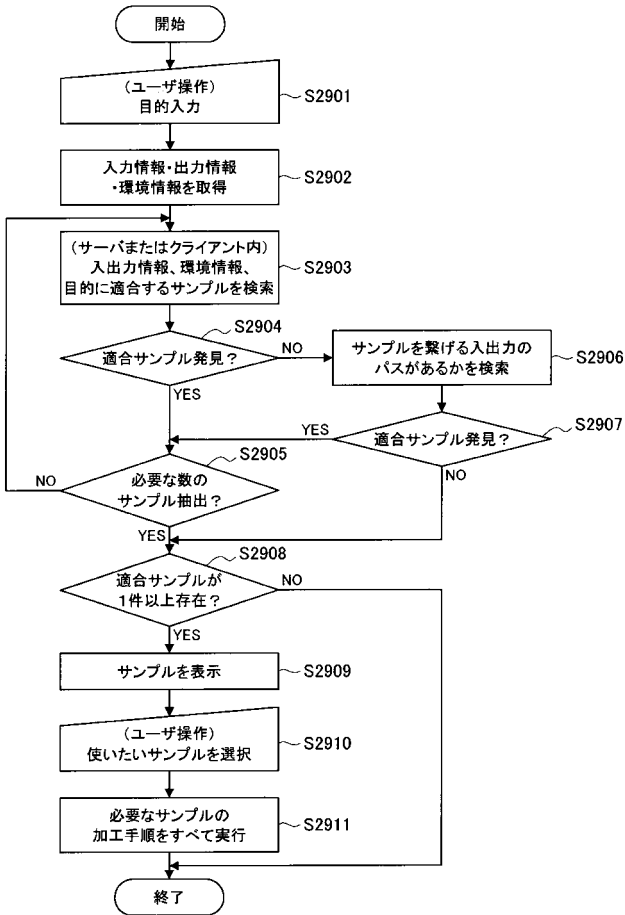 開始
(ユーザ操作)
目的入力
S2901
入力情報・出力情報
・環境情報を取得
S2902
(サーバまたはクライアント内)
入出力情報、環境情報、
目的に適合するサンプルを検索
S2903
適合サンプル発見?
S2904
NO
YES
サンプルを繋げる入出力の
パスがあるかを検索
S2906
適合サンプル発見?
S2907
YES
NO
必要な数の
サンプル抽出?
S2905
NO
YES
適合サンプルが
1件以上存在?
S2908
NO
YES
サンプルを表示
S2909
(ユーザ操作)
使いたいサンプルを選択
S2910
必要なサンプルの
加工手順をすべて実行
S2911
終了